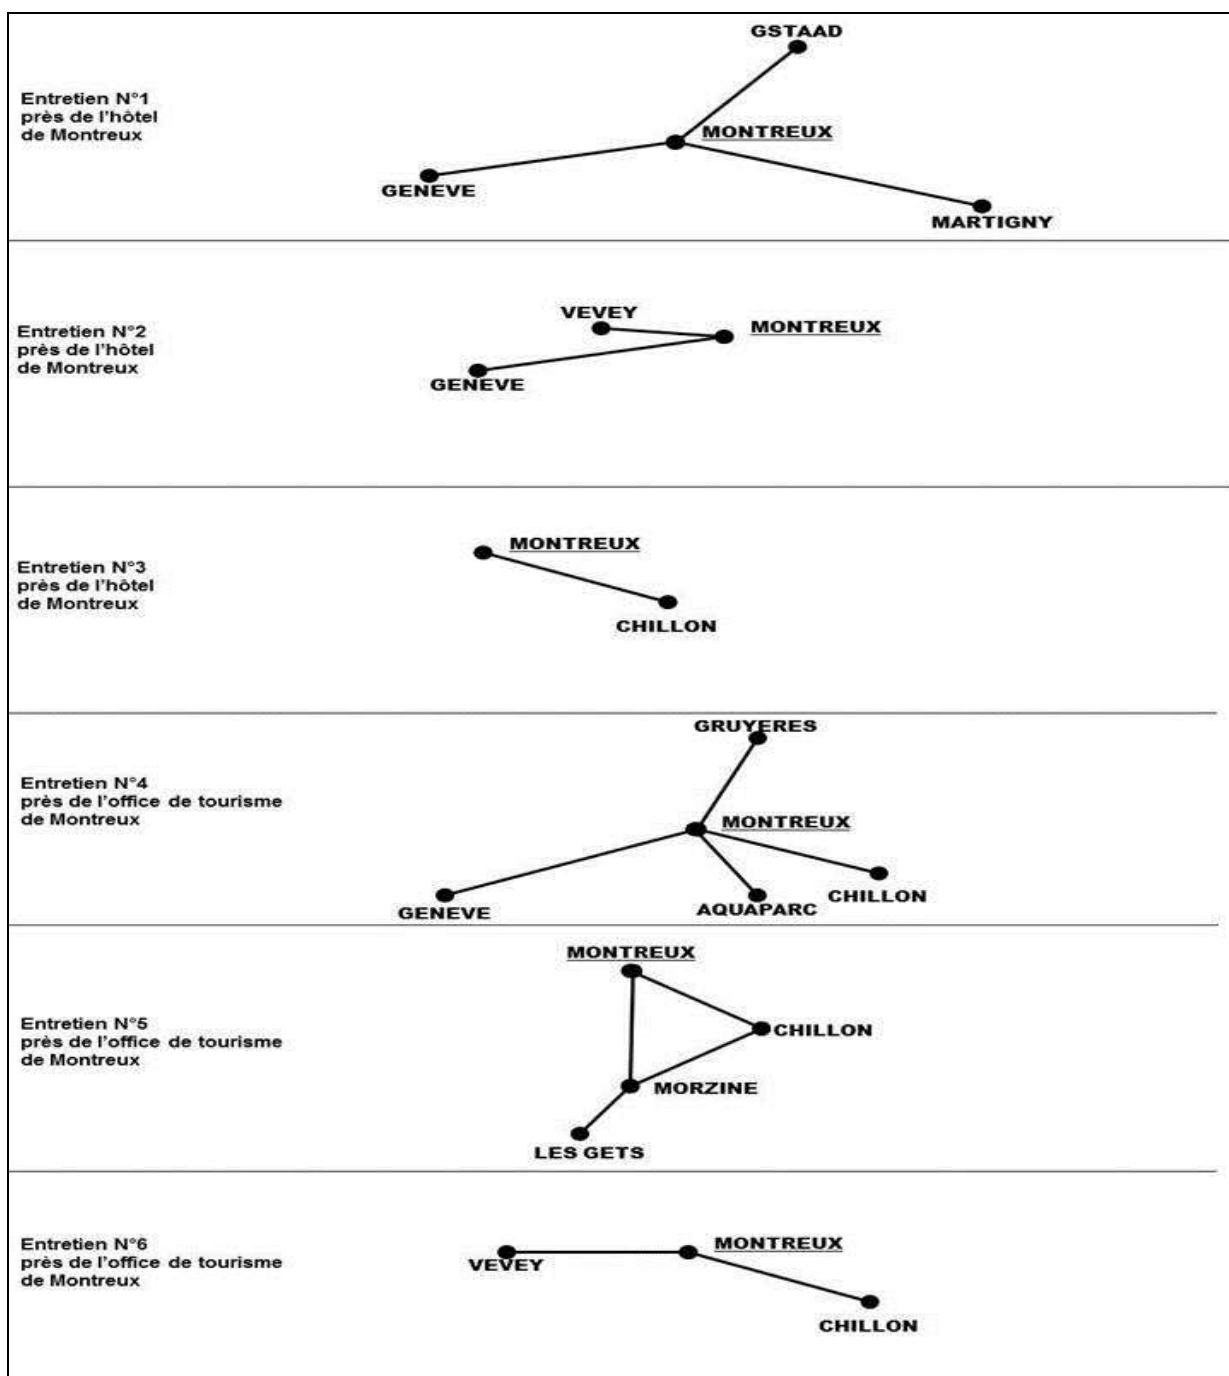 GSTAAD
Entretien N°1
près de l'hôtel
de Montreux
MONTREUX
GENEVE
MARTIGNY
VEVEY
Entretien N°2
près de l'hôtel
de Montreux
MONTREUX
GENEVE
MONTREUX
Entretien N°3
près de l'hôtel
de Montreux
CHILLON
GRUYERES
Entretien N°4
près de l'office de tourisme
de Montreux
MONTREUX
CHILLON
GENEVE
AQUAPARC
MONTREUX
Entretien N°5
près de l'office de tourisme
de Montreux
CHILLON
MORZINE
LES GETS
Entretien N°6
près de l'office de tourisme
de Montreux
MONTREUX
VEVEY
CHILLON